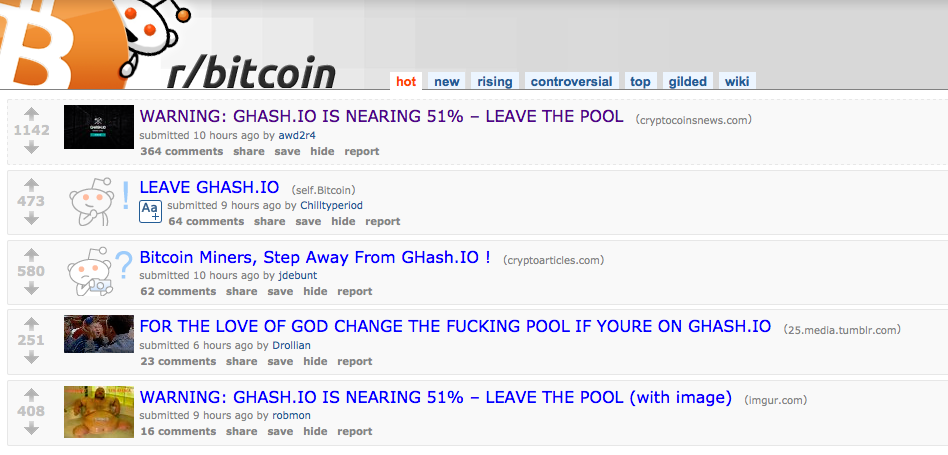 r/bitcoin
hot new rising controversial top gilded wiki
WARNING: GHASH.IO IS NEARING 51% – LEAVE THE POOL (cryptocoinsnews.com)
1142
submitted 10 hours ago by awd2r4
364 comments share save hide report
LEAVE GHASH.IO (self.Bitcoin)
473
submitted 9 hours ago by Chilltyperiod
Aa+
64 comments share save hide report
Bitcoin Miners, Step Away From GHash.IO ! (cryptoarticles.com)
580
submitted 10 hours ago by jdebunt
62 comments share save hide report
FOR THE LOVE OF GOD CHANGE THE FUCKING POOL IF YOURE ON GHASH.IO (25.media.tumblr.com)
251
submitted 6 hours ago by Drollian
23 comments share save hide report
WARNING: GHASH.IO IS NEARING 51% – LEAVE THE POOL (with image) (imgur.com)
408
submitted 9 hours ago by robmon
16 comments share save hide report